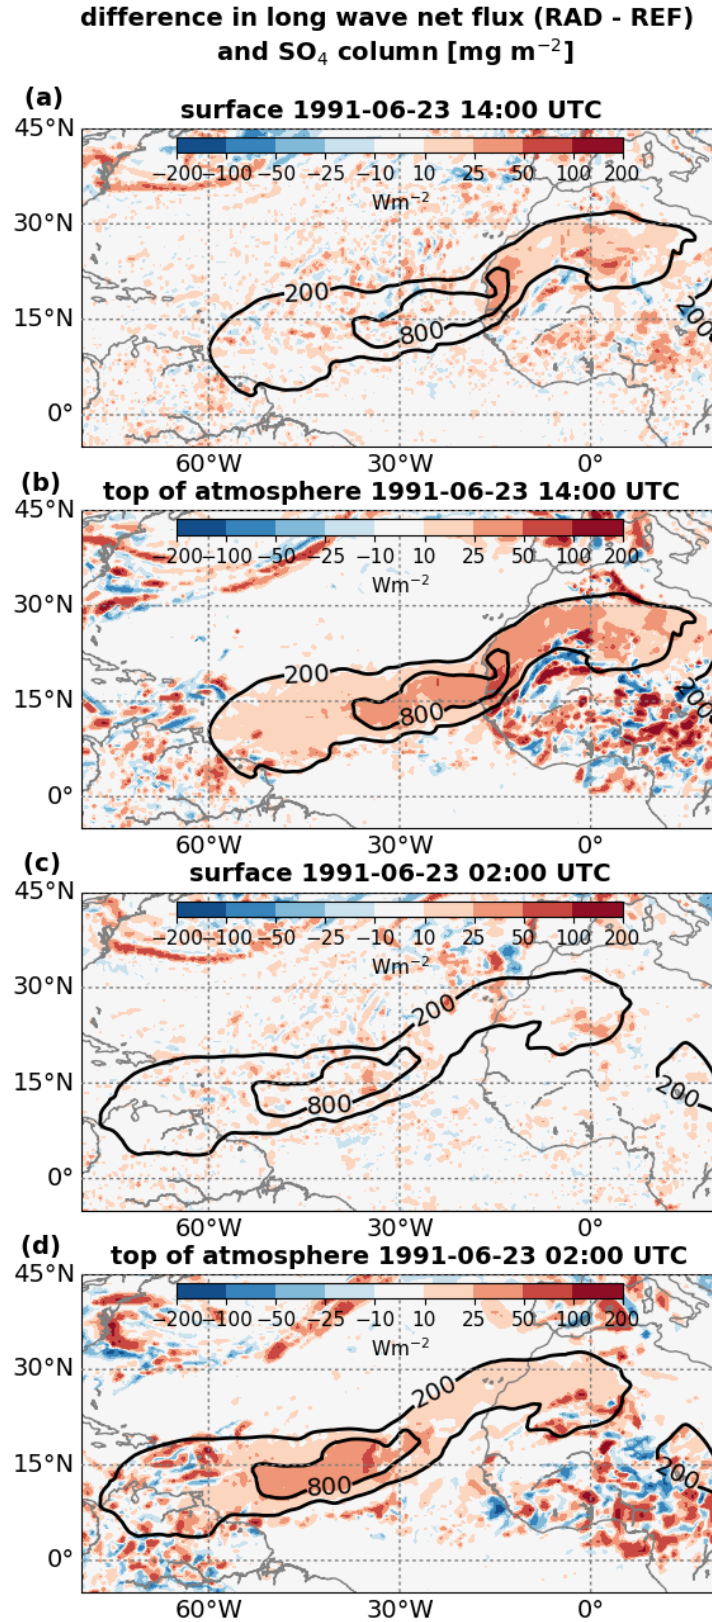 difference in long wave net flux (RAD - REF)
and SO₄ column [mg m⁻²]
(a)
surface 1991-06-23 14:00 UTC
45°N
−200 −100 −50 −25 −10 10 25 50 100 200
Wm⁻²
30°N
200
15°N
800
200
0°
60°W 30°W 0°
(b)
top of atmosphere 1991-06-23 14:00 UTC
45°N
−200 −100 −50 −25 −10 10 25 50 100 200
Wm⁻²
30°N
200
15°N
800
200
0°
60°W 30°W 0°
(c)
surface 1991-06-23 02:00 UTC
45°N
−200 −100 −50 −25 −10 10 25 50 100 200
Wm⁻²
30°N
200
15°N
800
200
0°
60°W 30°W 0°
(d)
top of atmosphere 1991-06-23 02:00 UTC
45°N
−200 −100 −50 −25 −10 10 25 50 100 200
Wm⁻²
30°N
200
15°N
800
200
0°
60°W 30°W 0°